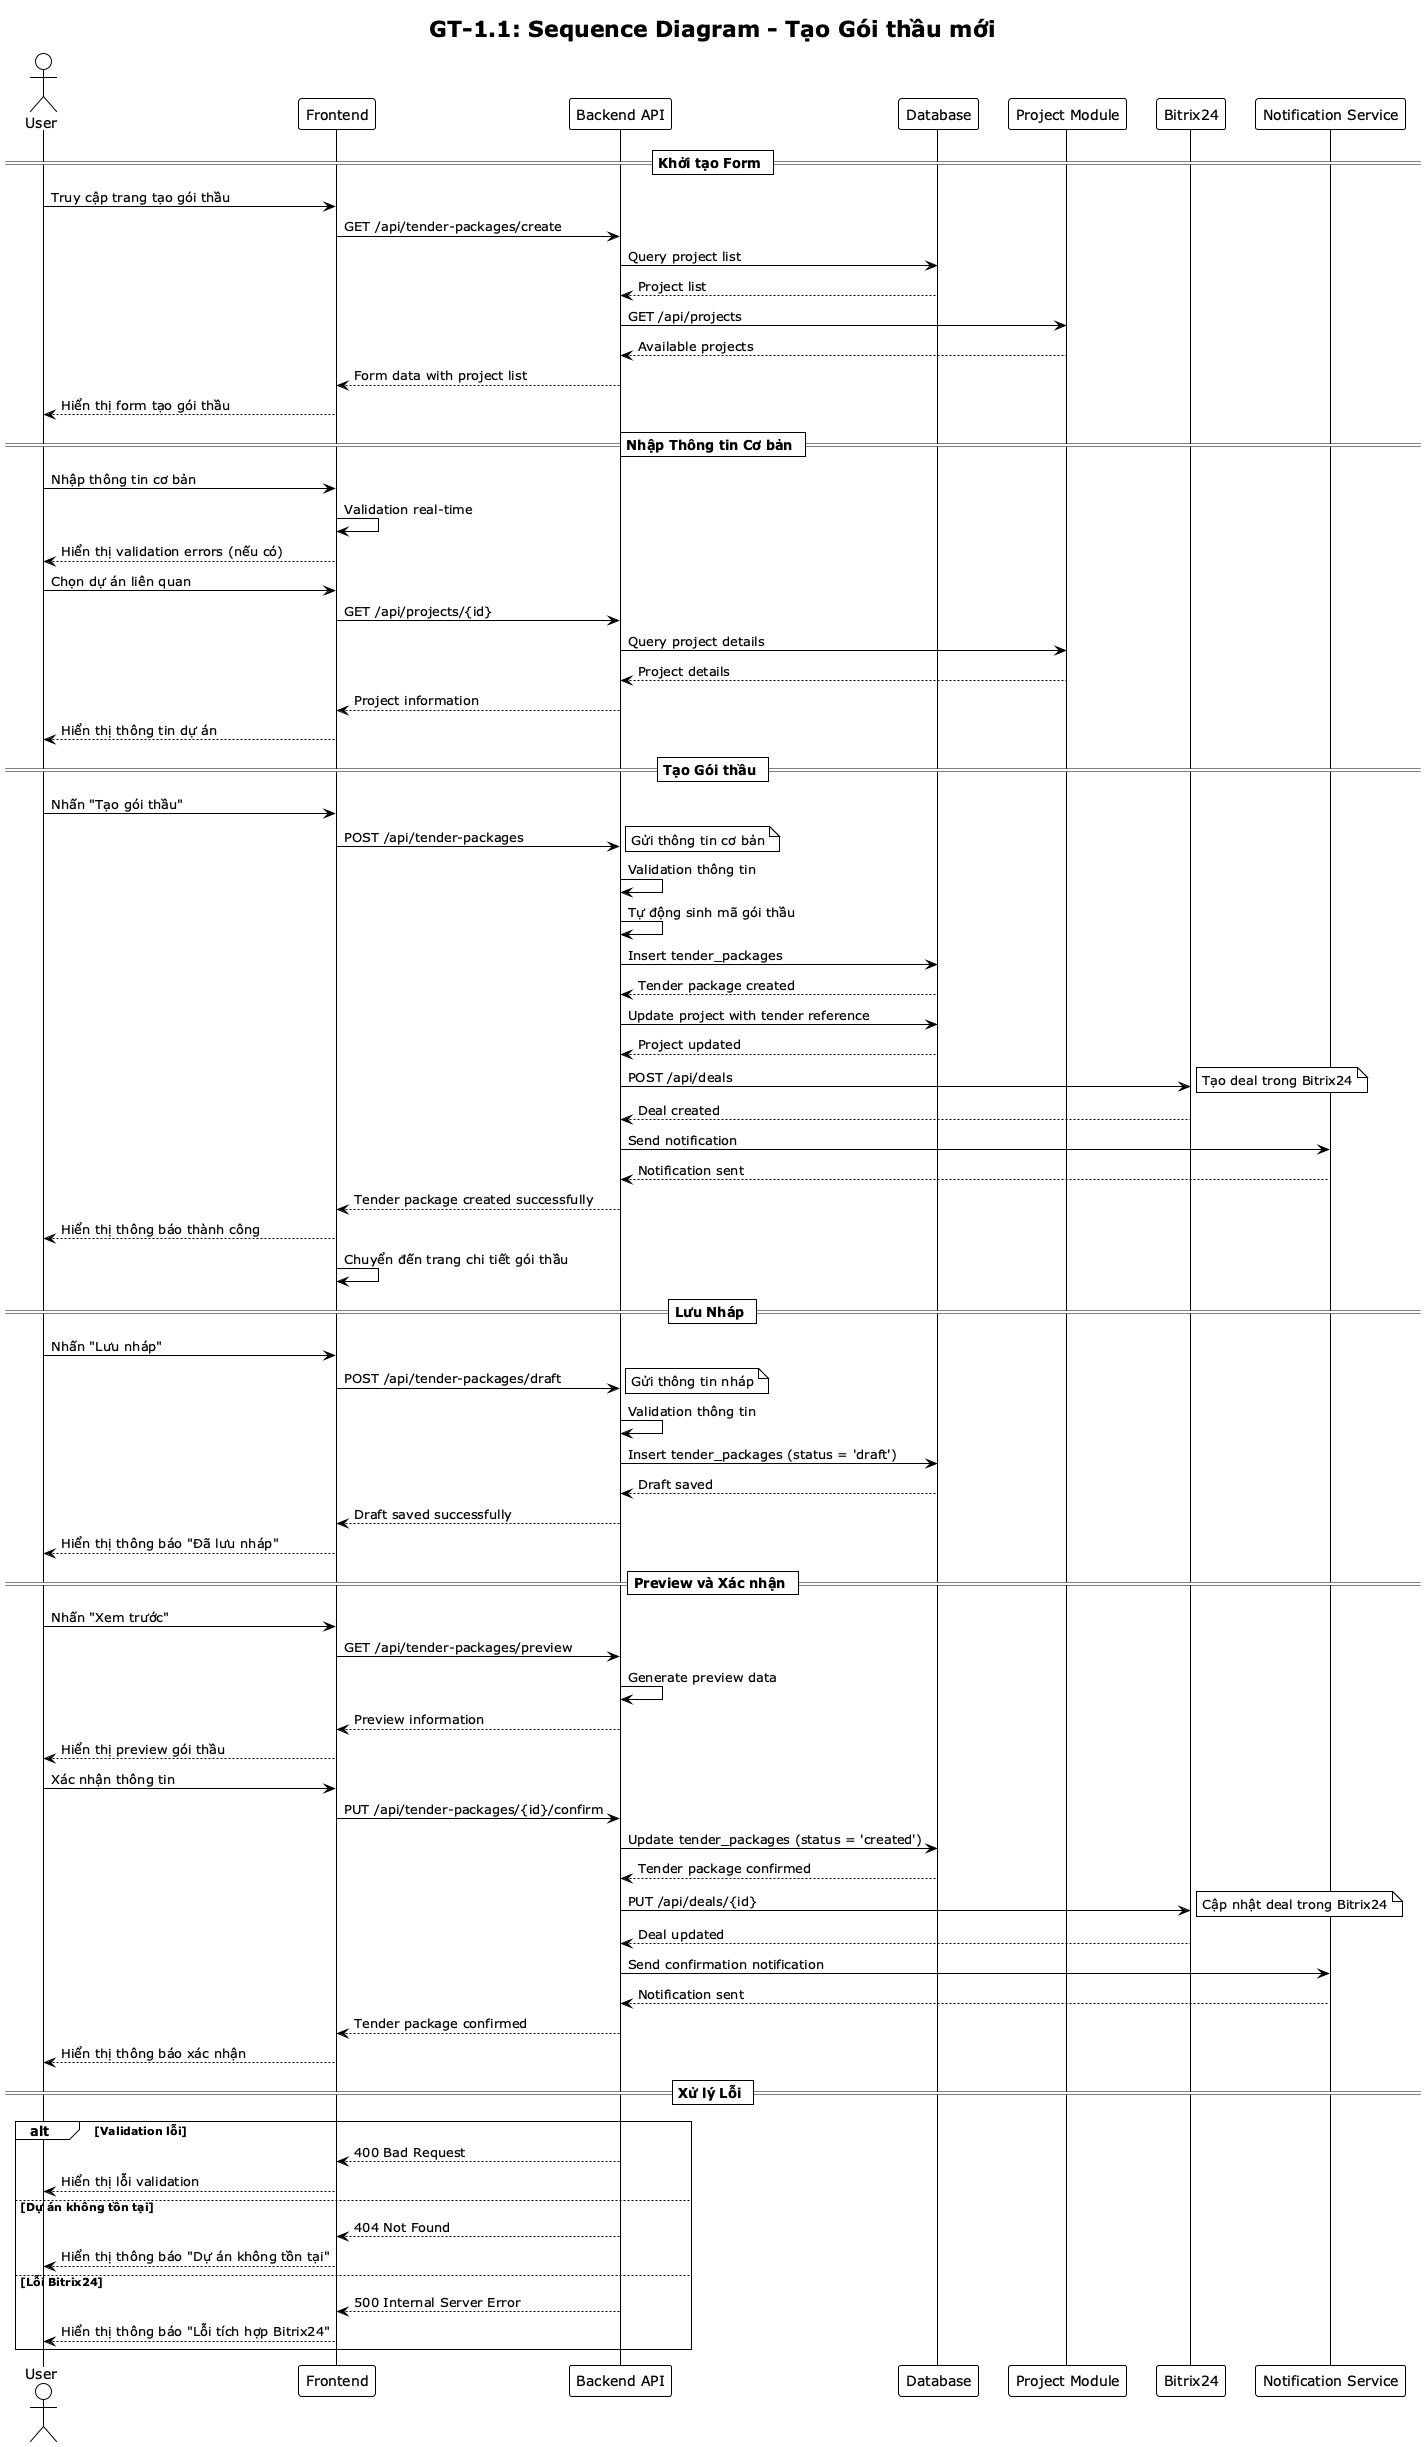 GT-1.1: Sequence Diagram - Tạo Gói thầu mới
User
Frontend
Backend API
Database
Project Module
Bitrix24
Notification Service
Khởi tạo Form
Truy cập trang tạo gói thầu
GET /api/tender-packages/create
Query project list
Project list
GET /api/projects
Available projects
Form data with project list
Hiển thị form tạo gói thầu
Nhập Thông tin Cơ bản
Nhập thông tin cơ bản
Validation real-time
Hiển thị validation errors (nếu có)
Chọn dự án liên quan
GET /api/projects/{id}
Query project details
Project details
Project information
Hiển thị thông tin dự án
Tạo Gói thầu
Nhấn "Tạo gói thầu"
POST /api/tender-packages
Gửi thông tin cơ bản
Validation thông tin
Tự động sinh mã gói thầu
Insert tender_packages
Tender package created
Update project with tender reference
Project updated
POST /api/deals
Tạo deal trong Bitrix24
Deal created
Send notification
Notification sent
Tender package created successfully
Hiển thị thông báo thành công
Chuyển đến trang chi tiết gói thầu
Lưu Nháp
Nhấn "Lưu nháp"
POST /api/tender-packages/draft
Gửi thông tin nháp
Validation thông tin
Insert tender_packages (status = 'draft')
Draft saved
Draft saved successfully
Hiển thị thông báo "Đã lưu nháp"
Preview và Xác nhận
Nhấn "Xem trước"
GET /api/tender-packages/preview
Generate preview data
Preview information
Hiển thị preview gói thầu
Xác nhận thông tin
PUT /api/tender-packages/{id}/confirm
Update tender_packages (status = 'created')
Tender package confirmed
PUT /api/deals/{id}
Cập nhật deal trong Bitrix24
Deal updated
Send confirmation notification
Notification sent
Tender package confirmed
Hiển thị thông báo xác nhận
Xử lý Lỗi
alt [Validation lỗi]
400 Bad Request
Hiển thị lỗi validation
[Dự án không tồn tại]
404 Not Found
Hiển thị thông báo "Dự án không tồn tại"
[Lỗi Bitrix24]
500 Internal Server Error
Hiển thị thông báo "Lỗi tích hợp Bitrix24"
User
Frontend
Backend API
Database
Project Module
Bitrix24
Notification Service